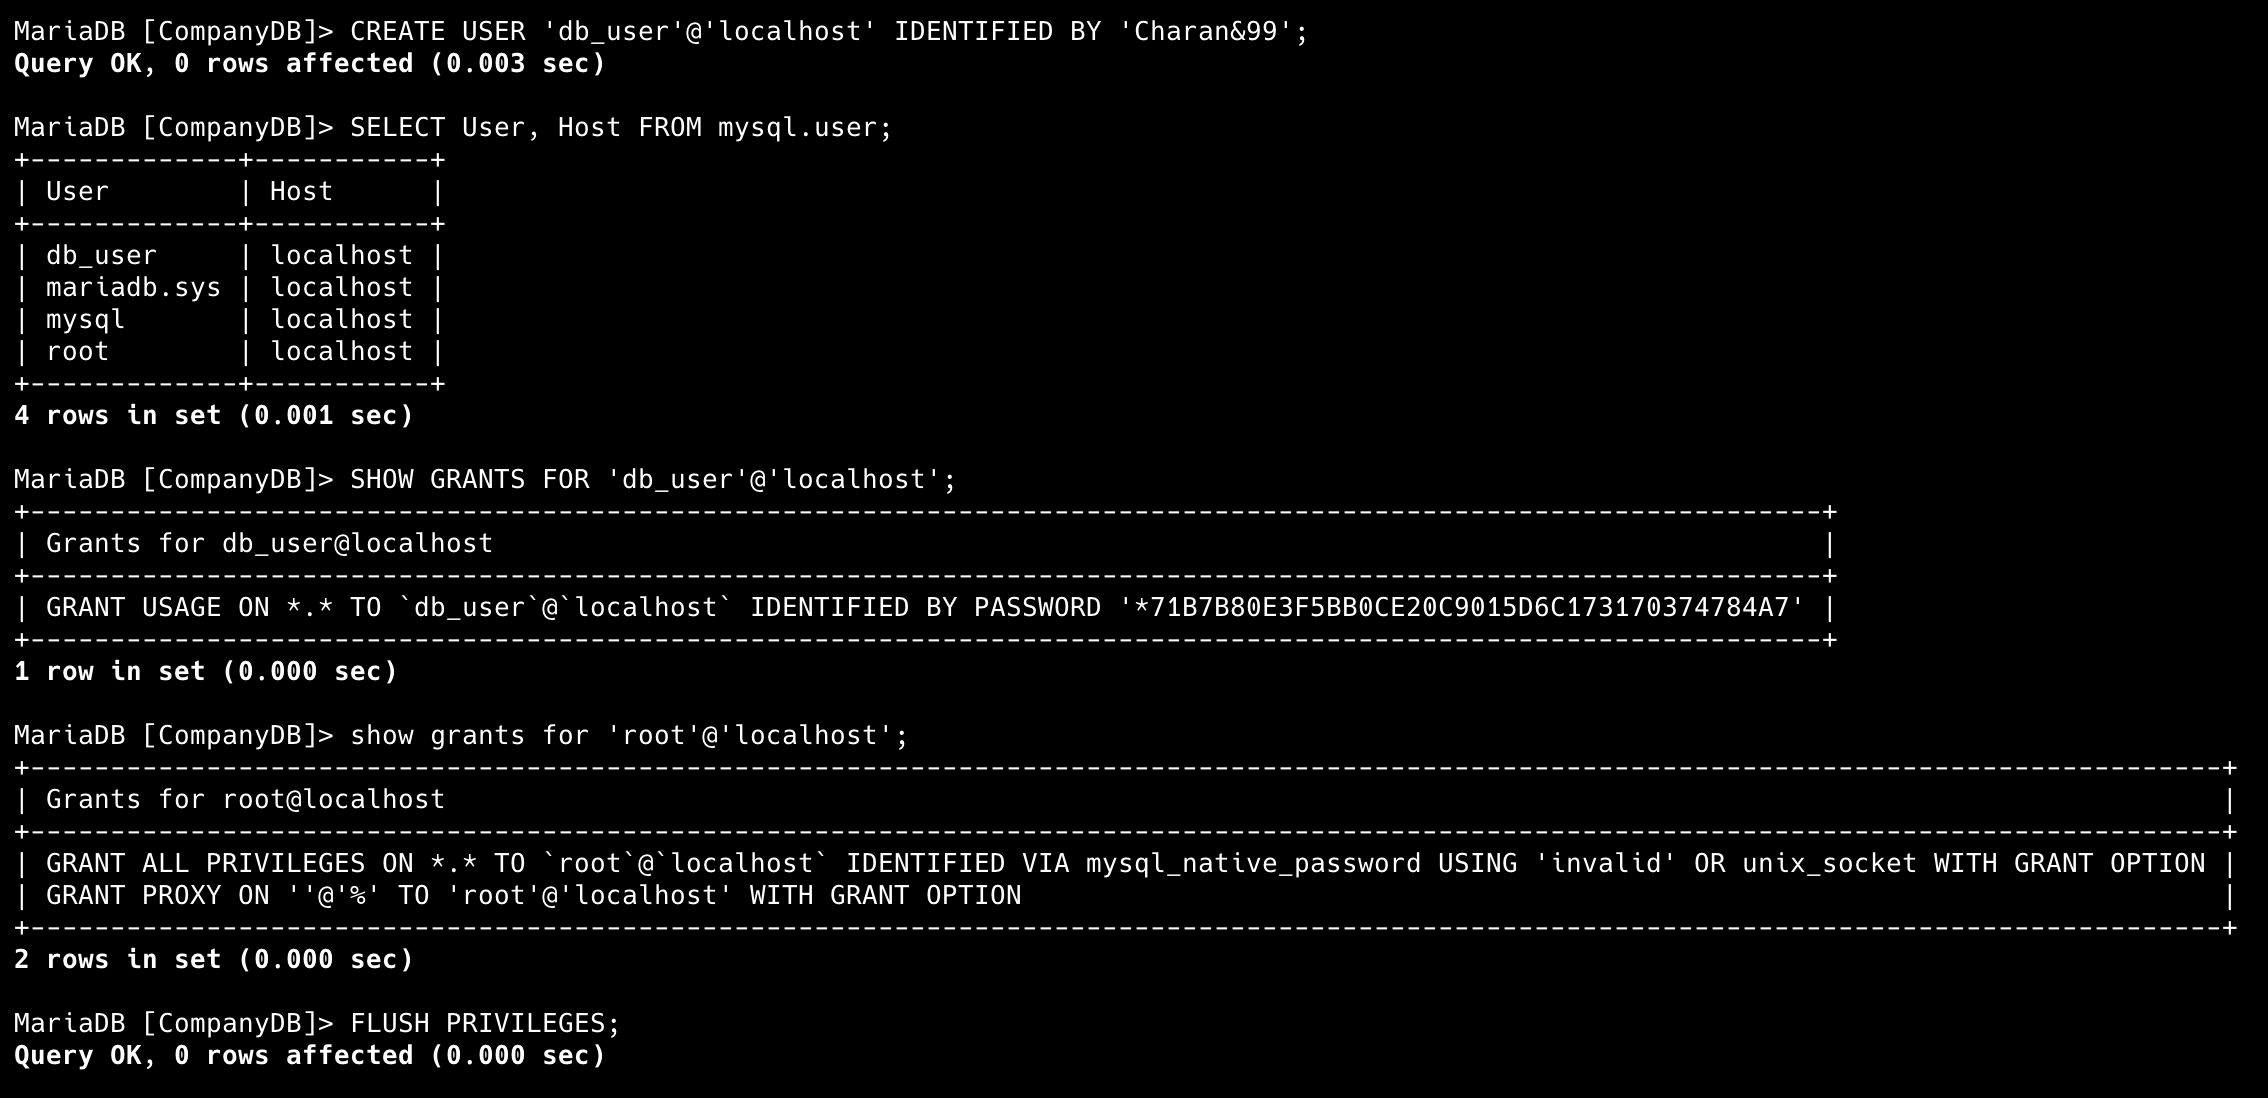 MariaDB [CompanyDB]> CREATE USER 'db_user'@'localhost' IDENTIFIED BY 'Charan&99';
Query OK, 0 rows affected (0.003 sec)

MariaDB [CompanyDB]> SELECT User, Host FROM mysql.user;
+-------------+-----------+
| User        | Host      |
+-------------+-----------+
| db_user     | localhost |
| mariadb.sys | localhost |
| mysql       | localhost |
| root        | localhost |
+-------------+-----------+
4 rows in set (0.001 sec)

MariaDB [CompanyDB]> SHOW GRANTS FOR 'db_user'@'localhost';
+----------------------------------------------------------------------------------------------------------------+
| Grants for db_user@localhost                                                                                   |
+----------------------------------------------------------------------------------------------------------------+
| GRANT USAGE ON *.* TO `db_user`@`localhost` IDENTIFIED BY PASSWORD '*71B7B80E3F5BB0CE20C9015D6C173170374784A7' |
+----------------------------------------------------------------------------------------------------------------+
1 row in set (0.000 sec)

MariaDB [CompanyDB]> show grants for 'root'@'localhost';
+-----------------------------------------------------------------------------------------------------------------------------------------+
| Grants for root@localhost                                                                                                               |
+-----------------------------------------------------------------------------------------------------------------------------------------+
| GRANT ALL PRIVILEGES ON *.* TO `root`@`localhost` IDENTIFIED VIA mysql_native_password USING 'invalid' OR unix_socket WITH GRANT OPTION |
| GRANT PROXY ON ''@'%' TO 'root'@'localhost' WITH GRANT OPTION                                                                           |
+-----------------------------------------------------------------------------------------------------------------------------------------+
2 rows in set (0.000 sec)

MariaDB [CompanyDB]> FLUSH PRIVILEGES;
Query OK, 0 rows affected (0.000 sec)